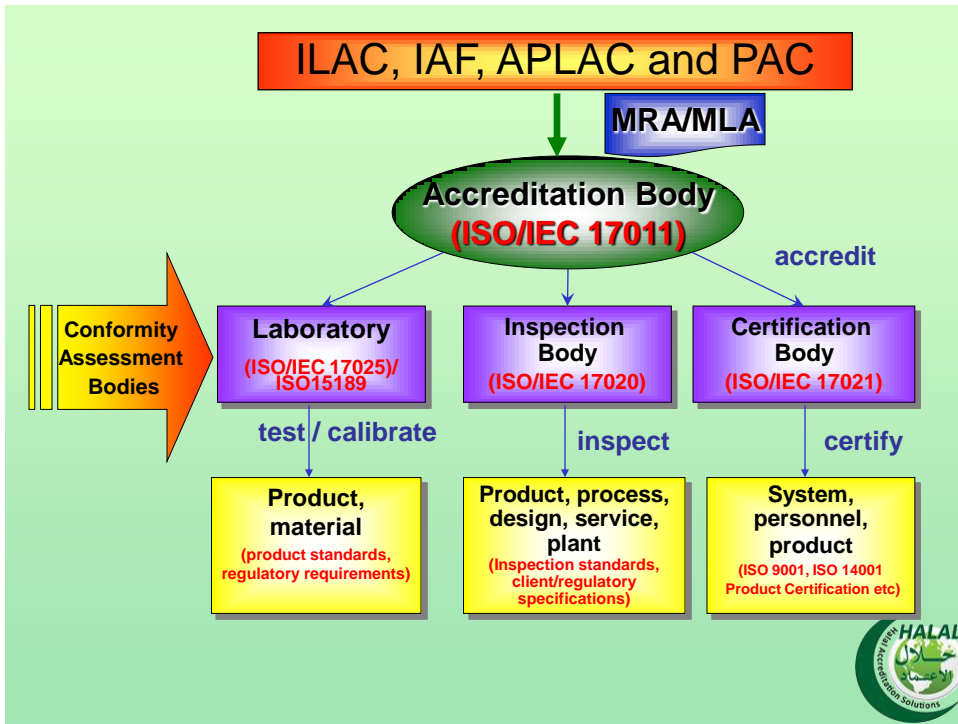 ILAC, IAF, APLAC and PAC
MRA/MLA
Accreditation Body
(ISO/IEC 17011)
accredit
Conformity
Assessment
Bodies
Laboratory
(ISO/IEC 17025)/
ISO15189
Inspection
Body
(ISO/IEC 17020)
Certification
Body
(ISO/IEC 17021)
test / calibrate
inspect
certify
Product,
material
(product standards,
regulatory requirements)
Product, process,
design, service,
plant
(Inspection standards,
client/regulatory
specifications)
System,
personnel,
product
(ISO 9001, ISO 14001
Product Certification etc)
HALAL
حلال
الاعتماد
Halal Accreditation Solutions